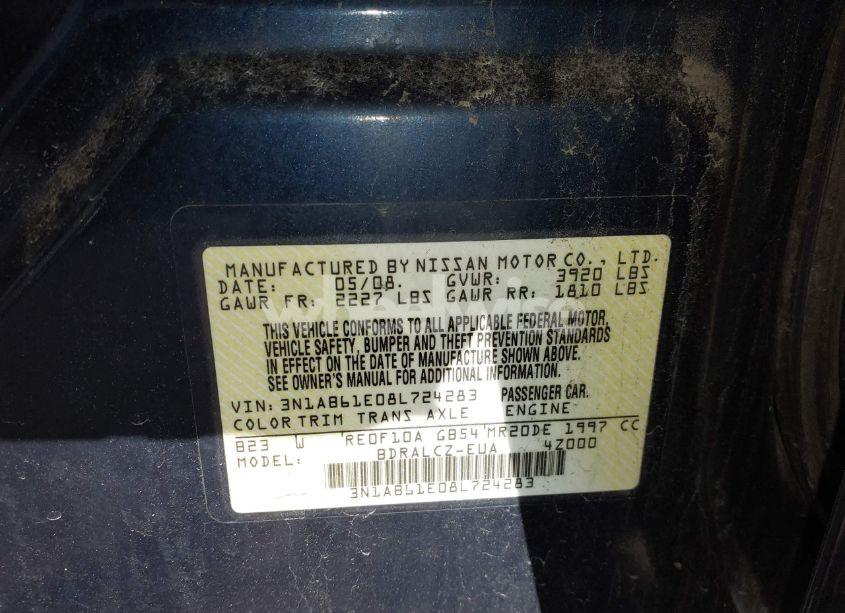 MANUFACTURED BY NISSAN MOTOR CO., LTD.
DATE: 05/08. GVWR: 3920 LBS
GAWR FR: 2227 LBS GAWR RR: 1810 LBS
THIS VEHICLE CONFORMS TO ALL APPLICABLE FEDERAL MOTOR,
VEHICLE SAFETY, BUMPER AND THEFT PREVENTION STANDARDS
IN EFFECT ON THE DATE OF MANUFACTURE SHOWN ABOVE.
SEE OWNER'S MANUAL FOR ADDITIONAL INFORMATION.
VIN: 3N1AB61E08L724283 PASSENGER CAR.
COLOR TRIM TRANS AXLE ENGINE
B23 W RE0F10A GB54 MR20DE 1997 CC
MODEL: BDRALCZ-EUA 4Z000
3N1AB61E08L724283